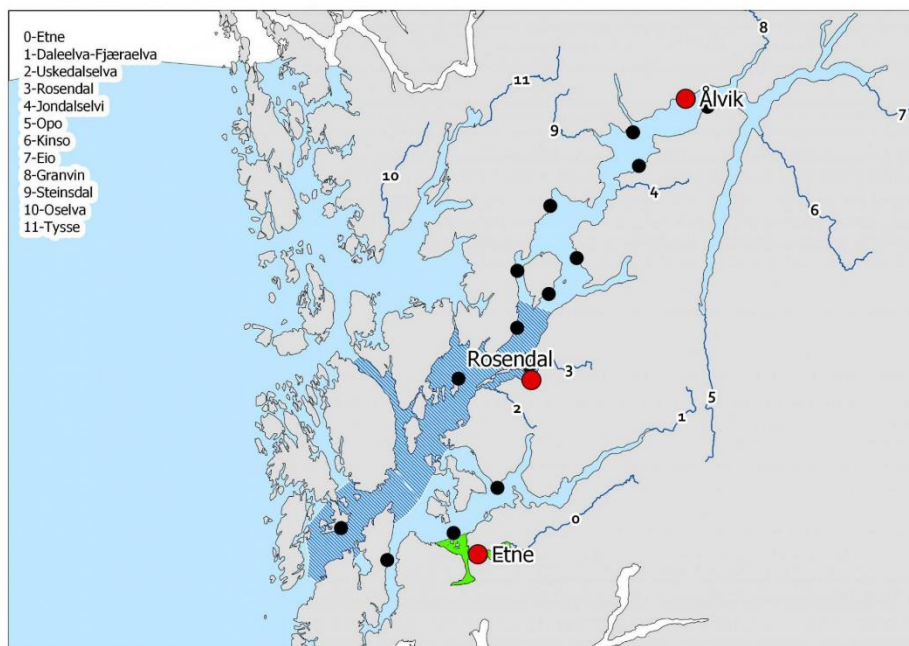 0-Etne
1-Daleelva-Fjæraelva
2-Uskedalselva
3-Rosendal
4-Jondalselvi
5-Opo
6-Kinso
7-Eio
8-Granvin
9-Steinsdal
10-Oselva
11-Tysse
8
11
Ålvik
9
7
10
4
6
Rosendal
3
2
1
5
0
Etne